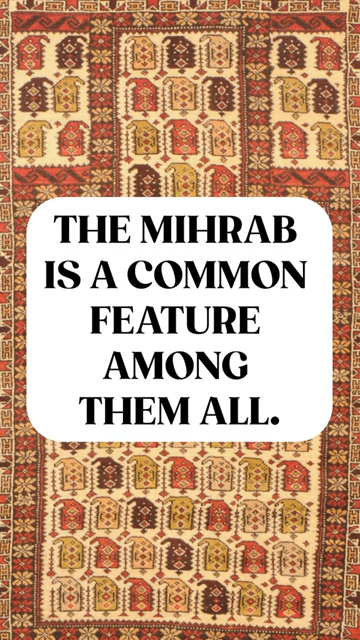 THE MIHRAB
IS A COMMON
FEATURE
AMONG
THEM ALL.